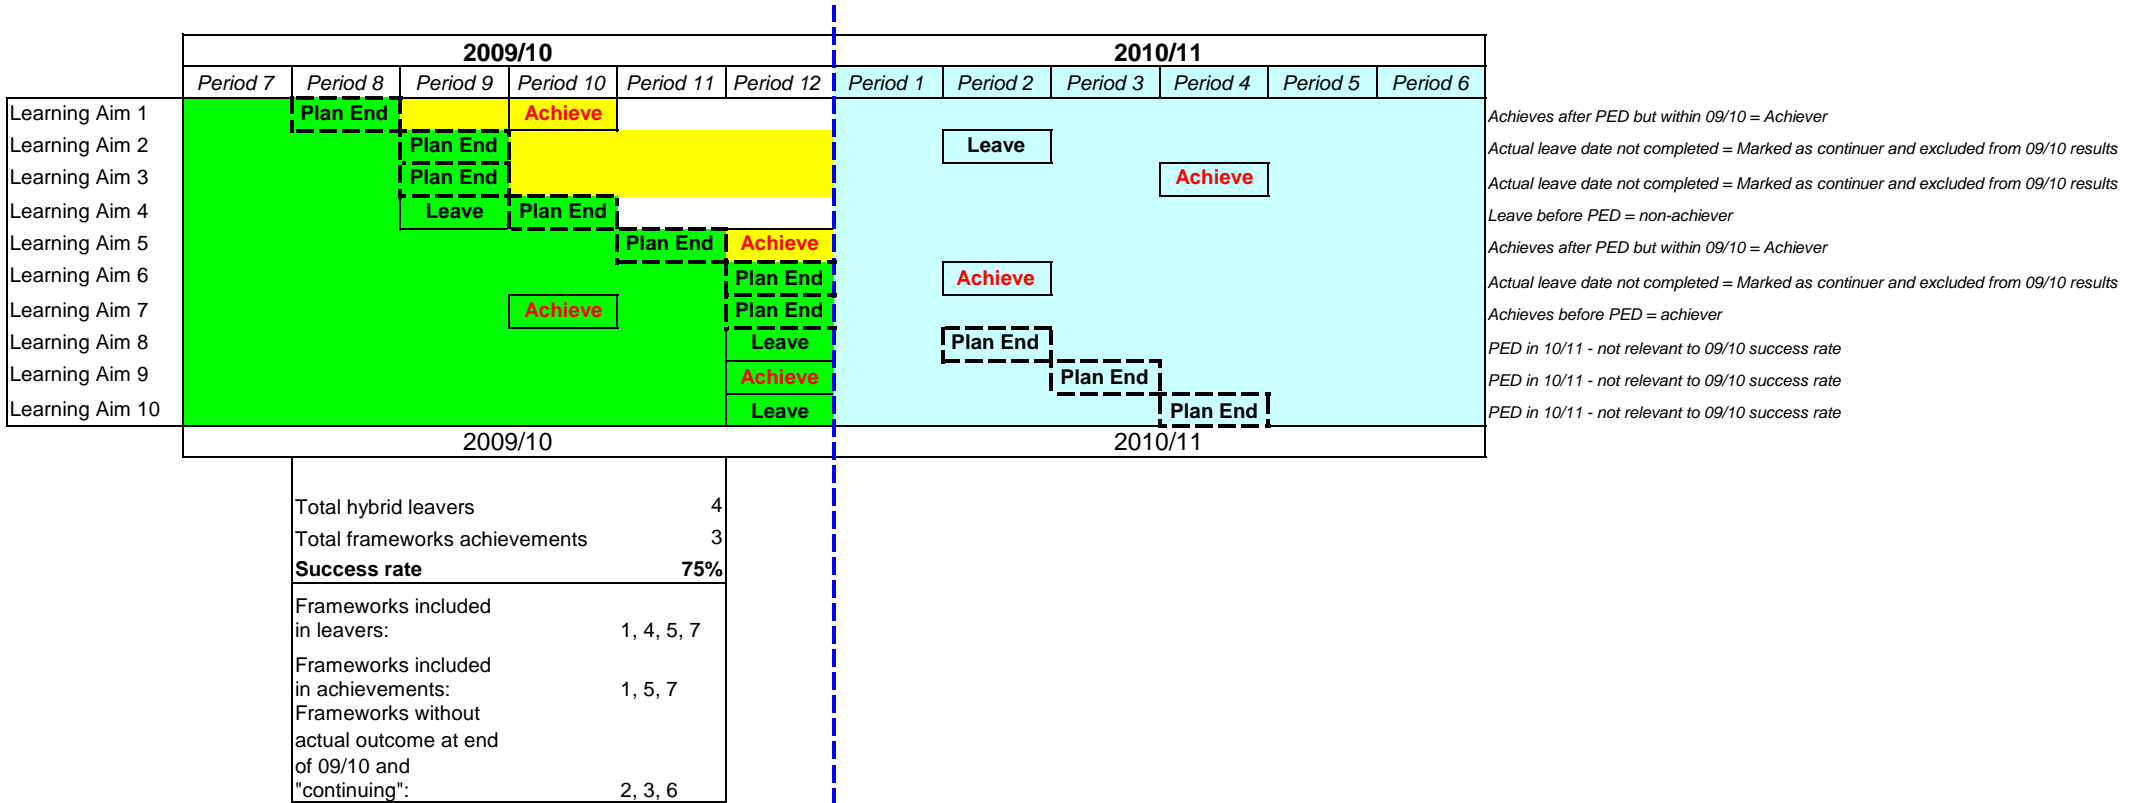 2009/10 2010/11
Period 7 Period 8 Period 9 Period 10 Period 11 Period 12 Period 1 Period 2 Period 3 Period 4 Period 5 Period 6
Learning Aim 1 Plan End Achieve Achieves after PED but within 09/10 = Achiever
Learning Aim 2 Plan End Leave Actual leave date not completed = Marked as continuer and excluded from 09/10 results
Learning Aim 3 Plan End Achieve Actual leave date not completed = Marked as continuer and excluded from 09/10 results
Learning Aim 4 Leave Plan End Leave before PED = non-achiever
Learning Aim 5 Plan End Achieve Achieves after PED but within 09/10 = Achiever
Learning Aim 6 Plan End Achieve Actual leave date not completed = Marked as continuer and excluded from 09/10 results
Learning Aim 7 Achieve Plan End Achieves before PED = achiever
Learning Aim 8 Leave Plan End PED in 10/11 - not relevant to 09/10 success rate
Learning Aim 9 Achieve Plan End PED in 10/11 - not relevant to 09/10 success rate
Learning Aim 10 Leave Plan End PED in 10/11 - not relevant to 09/10 success rate
2009/10 2010/11
Total hybrid leavers 4
Total frameworks achievements 3
Success rate 75%
Frameworks included
in leavers: 1, 4, 5, 7
Frameworks included
in achievements: 1, 5, 7
Frameworks without
actual outcome at end
of 09/10 and
"continuing": 2, 3, 6